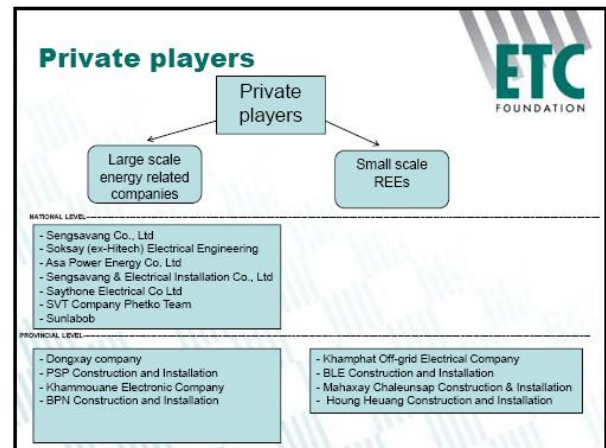 Private players
ETC
FOUNDATION
Private
players
Large scale
energy related
companies
Small scale
REEs
NATIONAL LEVEL
- Sengsavang Co., Ltd
- Soksay (ex-Hitech) Electrical Engineering
- Asa Power Energy Co. Ltd
- Sengsavang & Electrical Installation Co., Ltd
- Saythone Electrical Co Ltd
- SVT Company Phetko Team
- Sunlabob
PROVINCIAL LEVEL
- Dongxay company
- PSP Construction and Installation
- Khammouane Electronic Company
- BPN Construction and Installation
- Khamphat Off-grid Electrical Company
- BLE Construction and Installation
- Mahaxay Chaleunsap Construction & Installation
- Houng Heuang Construction and Installation